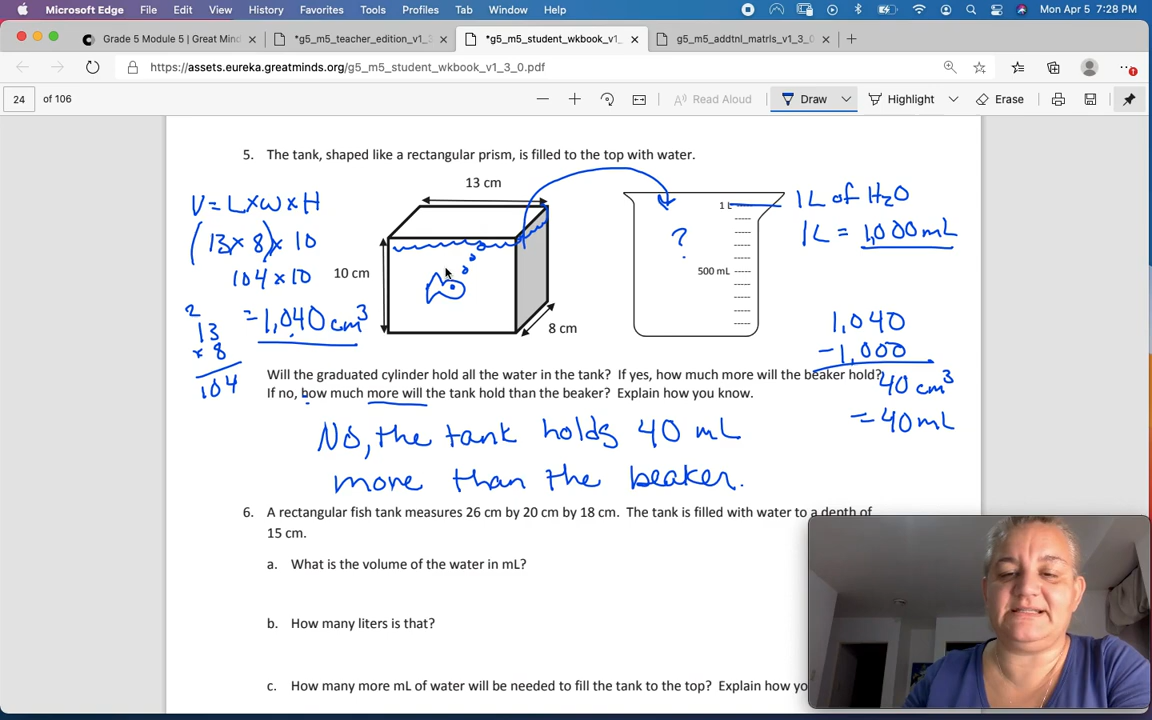 Microsoft Edge File Edit View History Favorites Tools Profiles Tab Window Help Mon Apr 5 7:28 PM
Grade 5 Module 5 | Great Mind × *g5_m5_teacher_edition_v1_3 × *g5_m5_student_wkbook_v1_ × g5_m5_addtnl_matrls_v1_3_0 × +
https://assets.eureka.greatminds.org/g5_m5_student_wkbook_v1_3_0.pdf
24 of 106 Read Aloud Draw Highlight Erase
5. The tank, shaped like a rectangular prism, is filled to the top with water.
13 cm
V = L x W x H
(13 x 8) x 10
104 x 10
= 1,040 cm³
2
13
x 8
104
10 cm
8 cm
1 L
?
500 mL
1L of H₂O
1L = 1,000 mL
1,040
-1,000
40 cm³
= 40 mL
Will the graduated cylinder hold all the water in the tank? If yes, how much more will the beaker hold?
If no, how much more will the tank hold than the beaker? Explain how you know.
No, the tank holds 40 mL
more than the beaker.
6. A rectangular fish tank measures 26 cm by 20 cm by 18 cm. The tank is filled with water to a depth of
15 cm.
a. What is the volume of the water in mL?
b. How many liters is that?
c. How many more mL of water will be needed to fill the tank to the top? Explain how yo